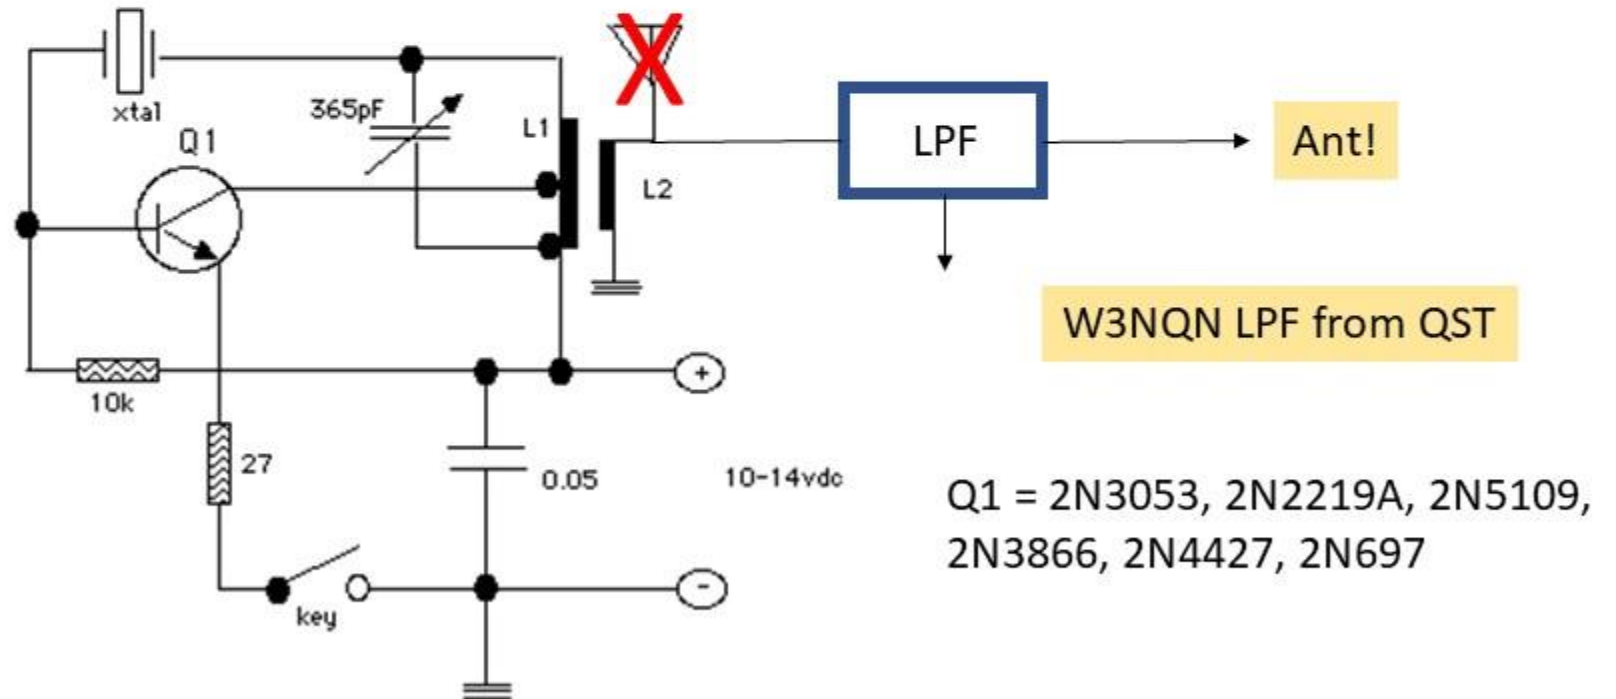 xtal
Q1
365pF
L1
L2
LPF
Ant!
W3NQN LPF from QST
10k
+
27
0.05
10-14vdc
key
-
Q1 = 2N3053, 2N2219A, 2N5109,
2N3866, 2N4427, 2N697